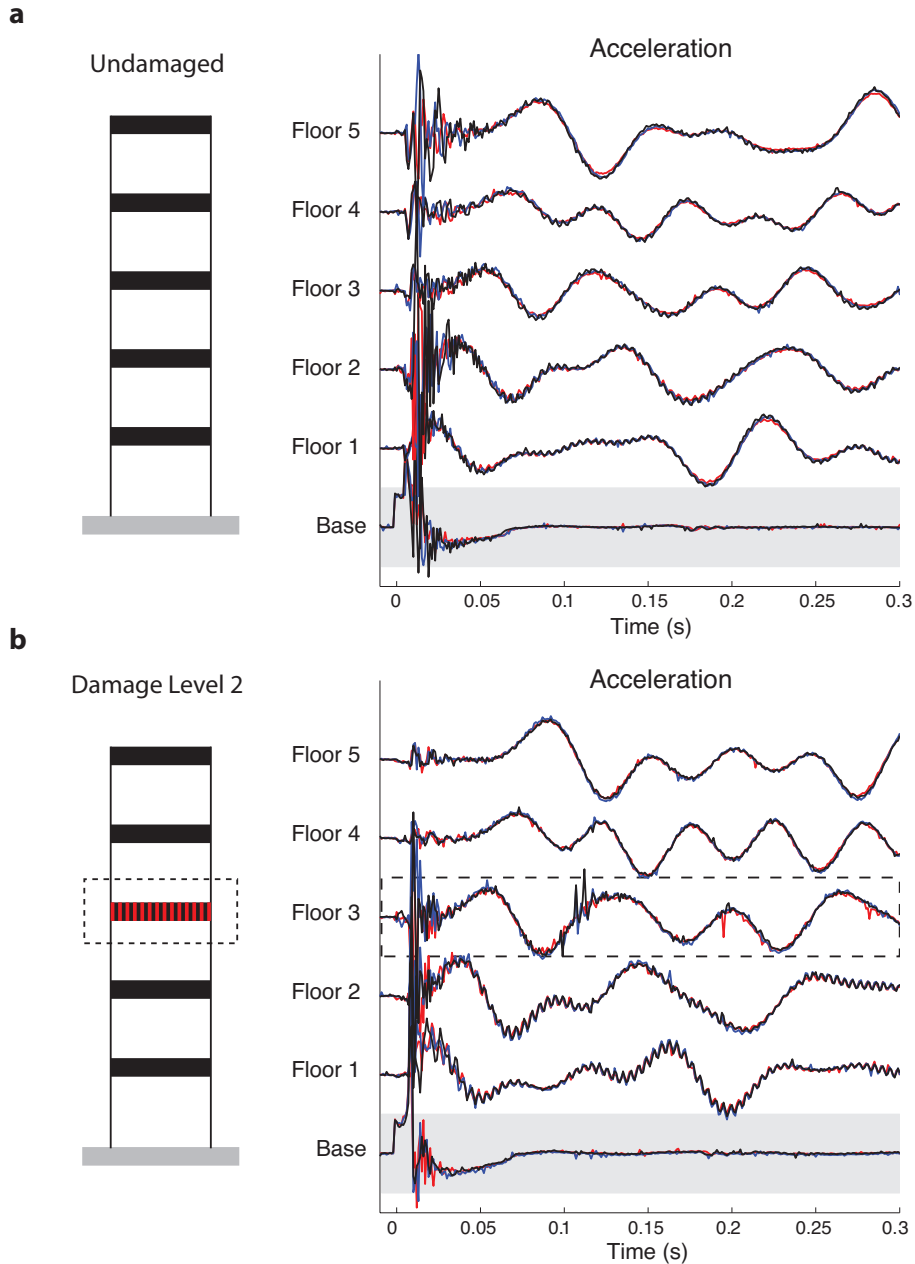 a
Undamaged
Acceleration
Floor 5
Floor 4
Floor 3
Floor 2
Floor 1
Base
0 0.05 0.1 0.15 0.2 0.25 0.3
Time (s)
b
Damage Level 2
Acceleration
Floor 5
Floor 4
Floor 3
Floor 2
Floor 1
Base
0 0.05 0.1 0.15 0.2 0.25 0.3
Time (s)